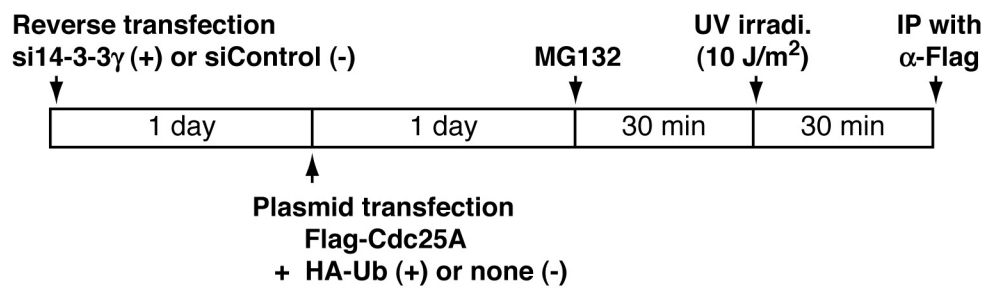 Reverse transfection
si14-3-3γ (+) or siControl (-)
MG132
UV irradi.
(10 J/m²)
IP with
α-Flag
1 day
1 day
30 min
30 min
Plasmid transfection
Flag-Cdc25A
+ HA-Ub (+) or none (-)